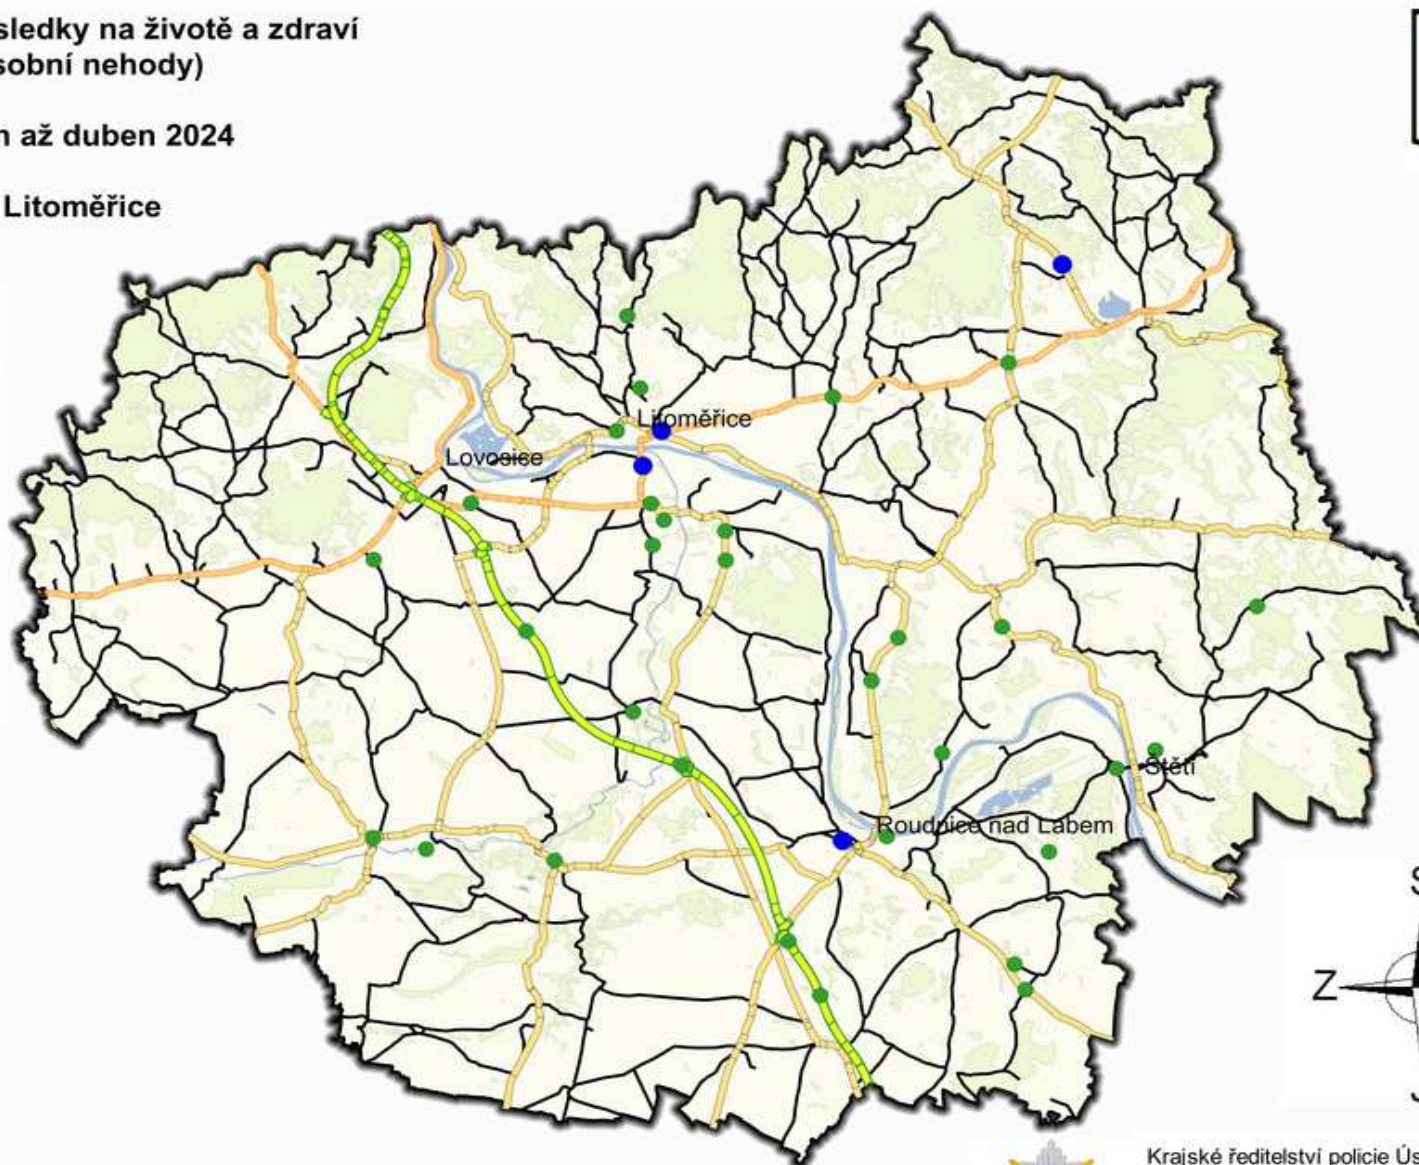 sledky na životě a zdraví
sobní nehody)
až duben 2024
Litoměřice
Litoměřice
Lovosice
Štětí
Roudnice nad Labem
Z
Krajské ředitelství policie Ús